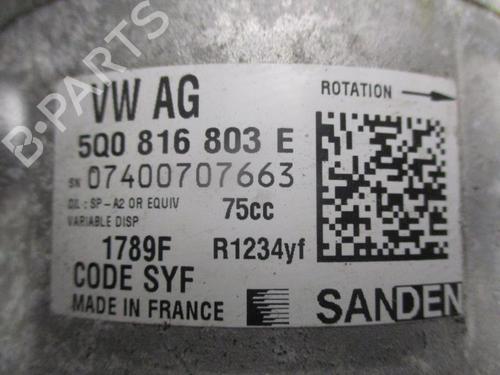 B-PARTS
VW AG
ROTATION
5Q0 816 803 E
SN 07400707663
OIL: SP-A2 OR EQUIV 75cc
VARIABLE DISP
1789F R1234yf
CODE SYF
MADE IN FRANCE SANDEN